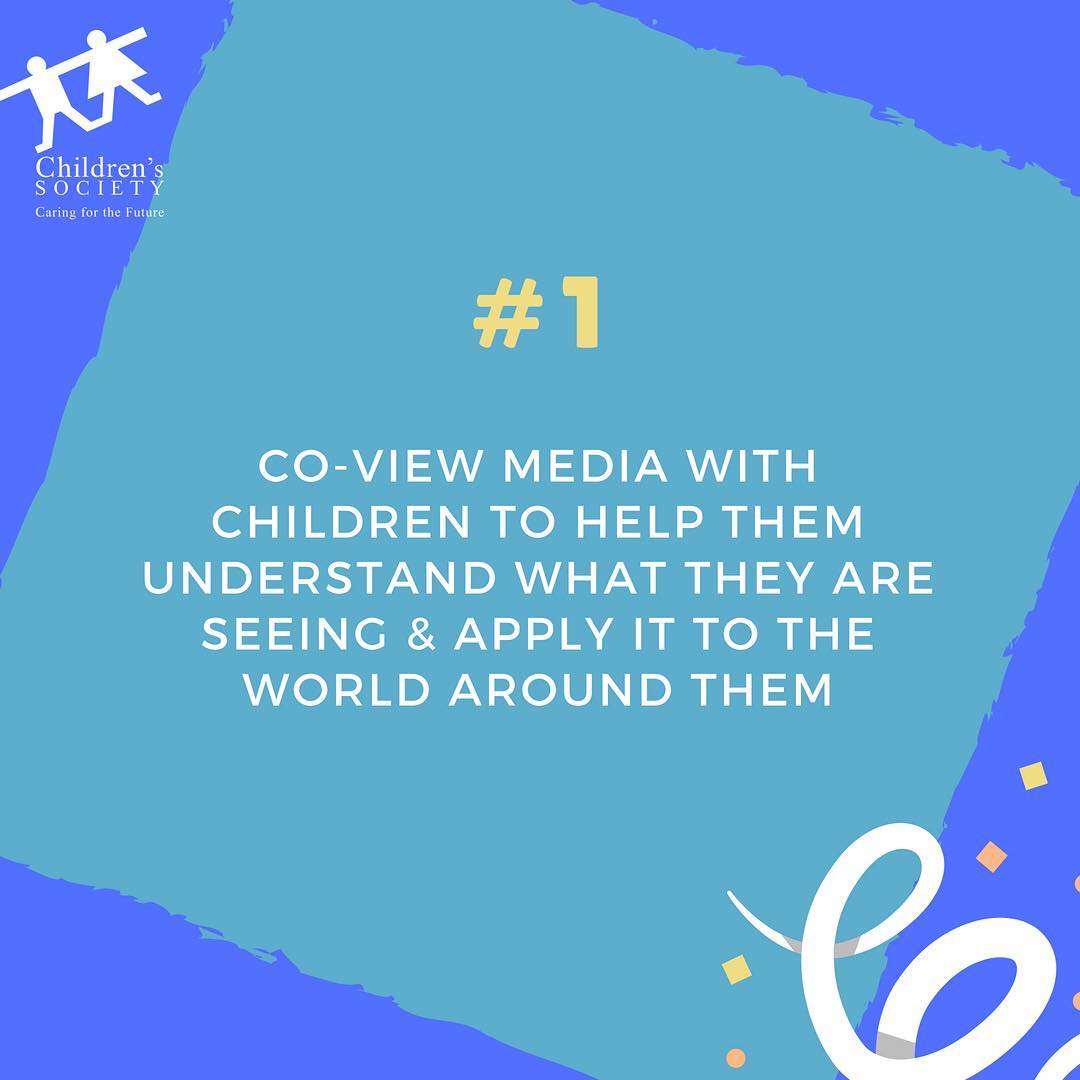 Children's
SOCIETY
Caring for the Future
#1
CO-VIEW MEDIA WITH
CHILDREN TO HELP THEM
UNDERSTAND WHAT THEY ARE
SEEING & APPLY IT TO THE
WORLD AROUND THEM